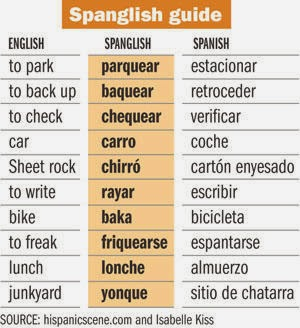 Spanglish guide
ENGLISH SPANGLISH SPANISH
to park parquear estacionar
to back up baquear retroceder
to check chequear verificar
car carro coche
Sheet rock chirró cartón enyesado
to write rayar escribir
bike baka bicicleta
to freak friquearse espantarse
lunch lonche almuerzo
junkyard yonque sitio de chatarra
SOURCE: hispanicscene.com and Isabelle Kiss